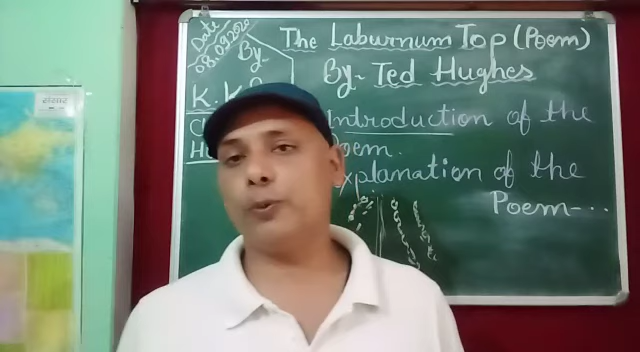 Date
08.09.2020
By-
The Laburnum Top (Poem)
By- Ted Hughes
K. K.
Introduction of the
Poem.
Explanation of the
Poem-...
संसार